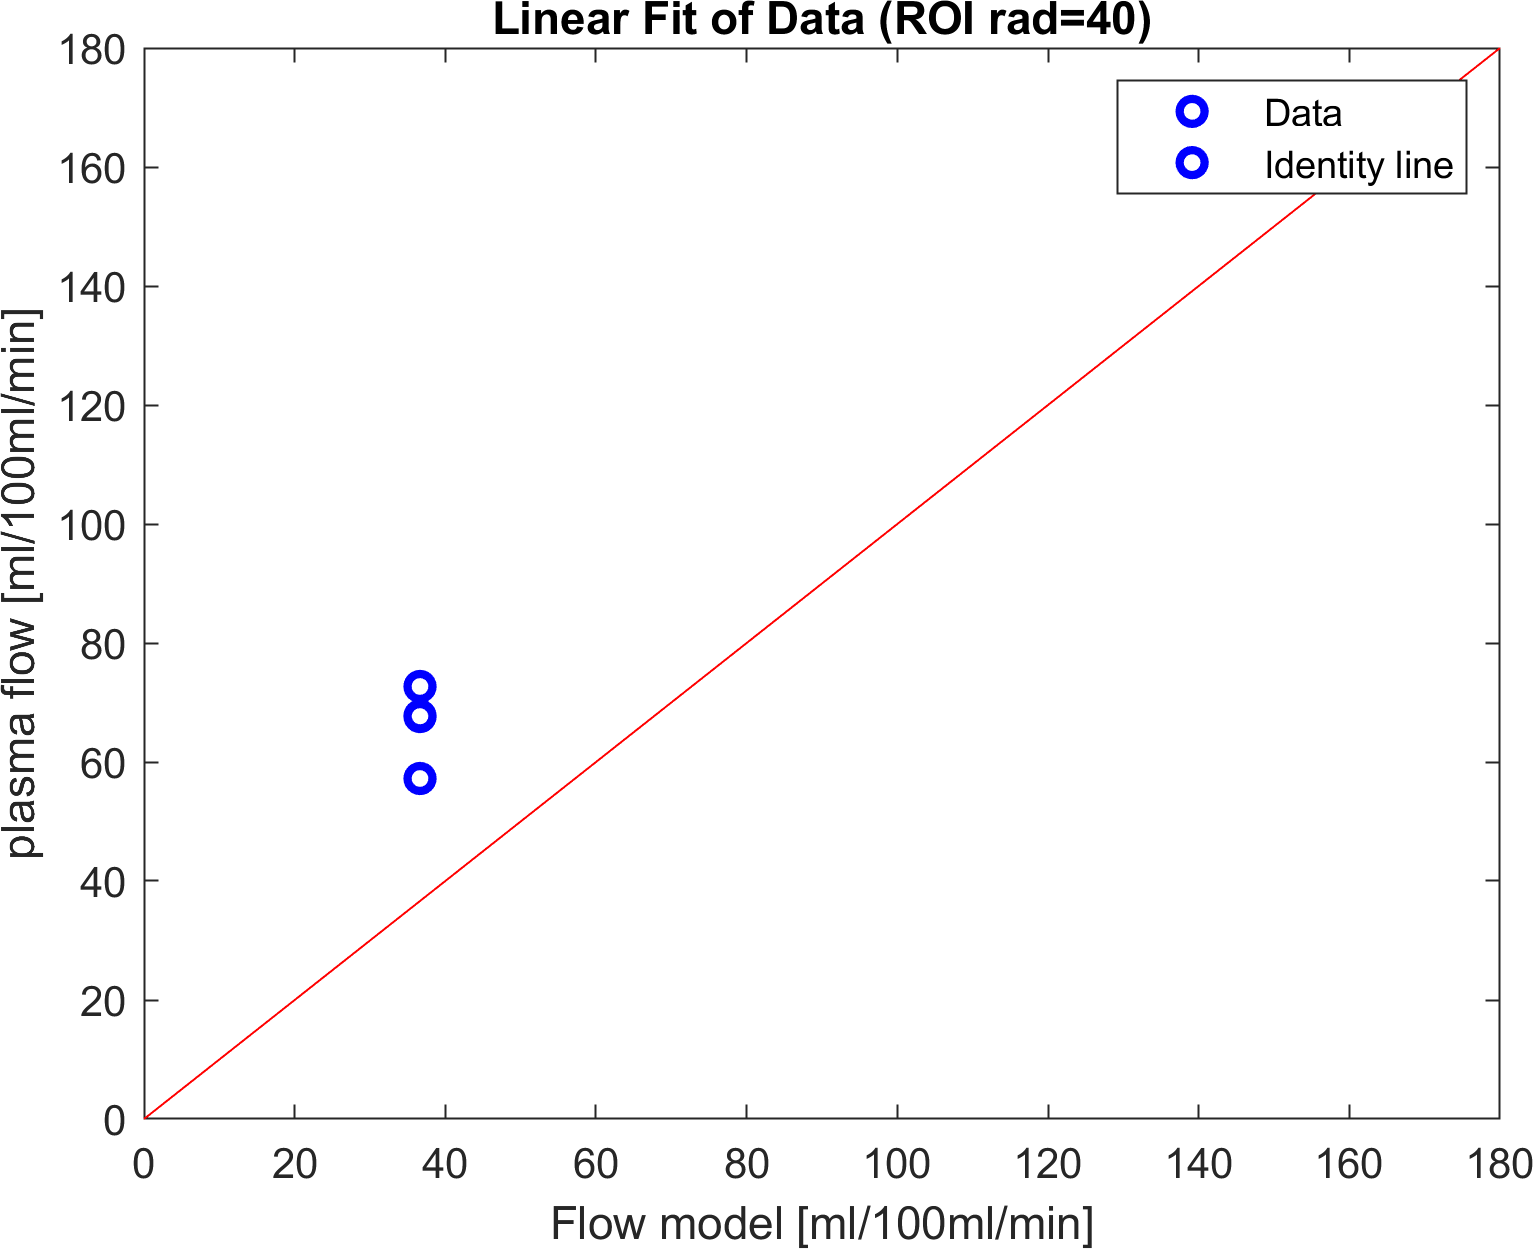 Linear Fit of Data (ROI rad=40)
180
160
140
120
100
80
60
40
20
0
plasma flow [ml/100ml/min]
Data
Identity line
0 20 40 60 80 100 120 140 160 180
Flow model [ml/100ml/min]